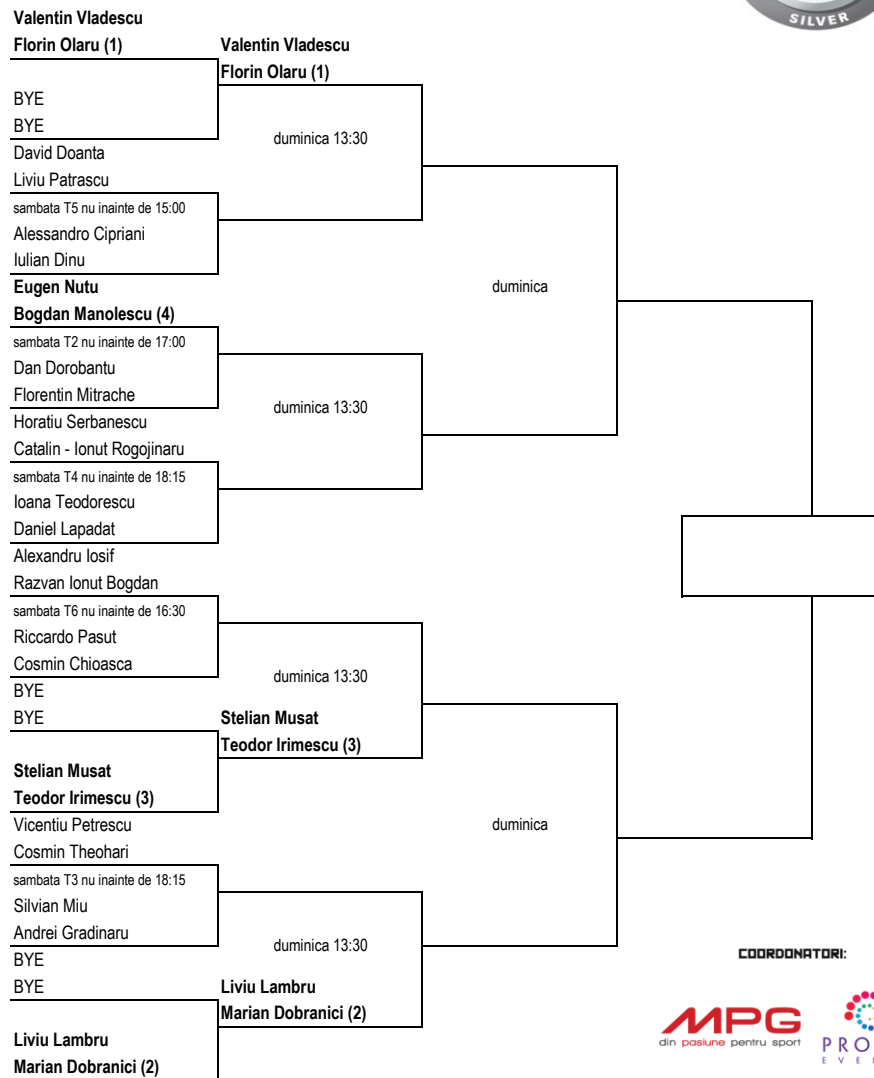 SILVER
Valentin Vladescu
Florin Olaru (1)
Valentin Vladescu
Florin Olaru (1)
BYE
BYE
duminica 13:30
David Doanta
Liviu Patrascu
sambata T5 nu inainte de 15:00
Alessandro Cipriani
Iulian Dinu
Eugen Nutu
duminica
Bogdan Manolescu (4)
sambata T2 nu inainte de 17:00
Dan Dorobantu
Florentin Mitrache
duminica 13:30
Horatiu Serbanescu
Catalin - Ionut Rogojinaru
sambata T4 nu inainte de 18:15
Ioana Teodorescu
Daniel Lapadat
Alexandru Iosif
Razvan Ionut Bogdan
sambata T6 nu inainte de 16:30
Riccardo Pasut
Cosmin Chioasca
duminica 13:30
BYE
BYE
Stelian Musat
Teodor Irimescu (3)
Stelian Musat
Teodor Irimescu (3)
Vicentiu Petrescu
duminica
Cosmin Theohari
sambata T3 nu inainte de 18:15
Silvian Miu
Andrei Gradinaru
duminica 13:30
BYE
BYE
Liviu Lambru
Marian Dobranici (2)
Liviu Lambru
Marian Dobranici (2)
COORDONATORI:
MPG
din pasiune pentru sport